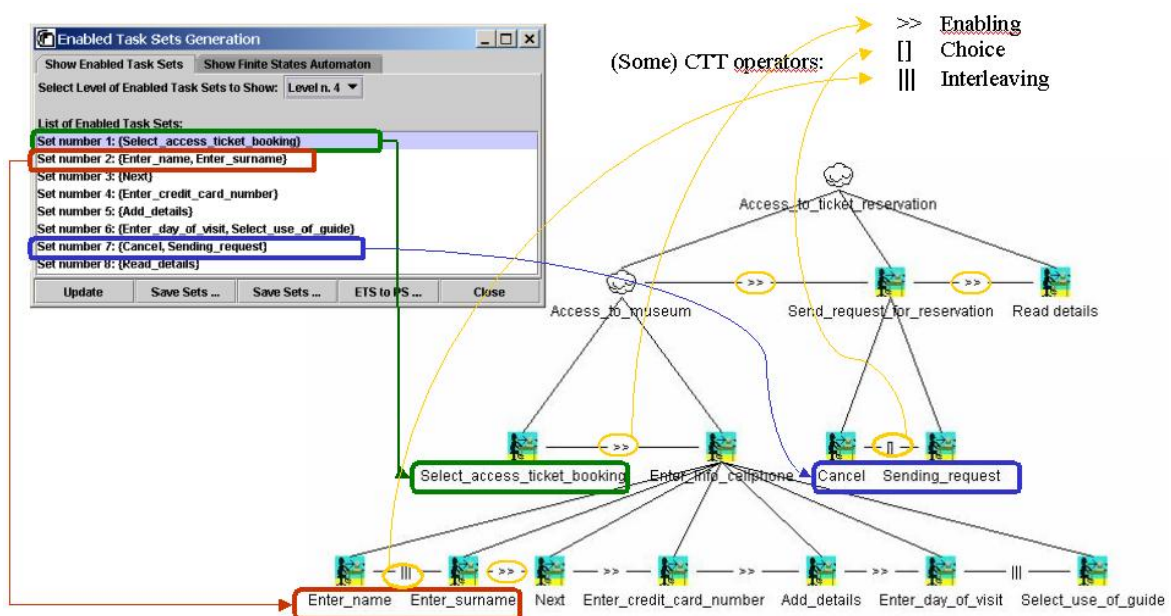 Enabled Task Sets Generation
Show Enabled Task Sets Show Finite States Automaton
Select Level of Enabled Task Sets to Show: Level n. 4
List of Enabled Task Sets:
Set number 1: {Select_access_ticket_booking}
Set number 2: {Enter_name, Enter_surname}
Set number 3: {Next}
Set number 4: {Enter_credit_card_number}
Set number 5: {Add_details}
Set number 6: {Enter_day_of_visit, Select_use_of_guide}
Set number 7: {Cancel, Sending_request}
Set number 8: {Read_details}
Update Save Sets ... Save Sets ... ETS to PS ... Close
(Some) CTT operators:
>> Enabling
[] Choice
||| Interleaving
Access_to_ticket_reservation
>> >>
Access_to_museum Send_request_for_reservation Read details
>> []
Select_access_ticket_booking Enter_info_cellphone Cancel Sending_request
||| >> >> >> >> |||
Enter_name Enter_surname Next Enter_credit_card_number Add_details Enter_day_of_visit Select_use_of_guide